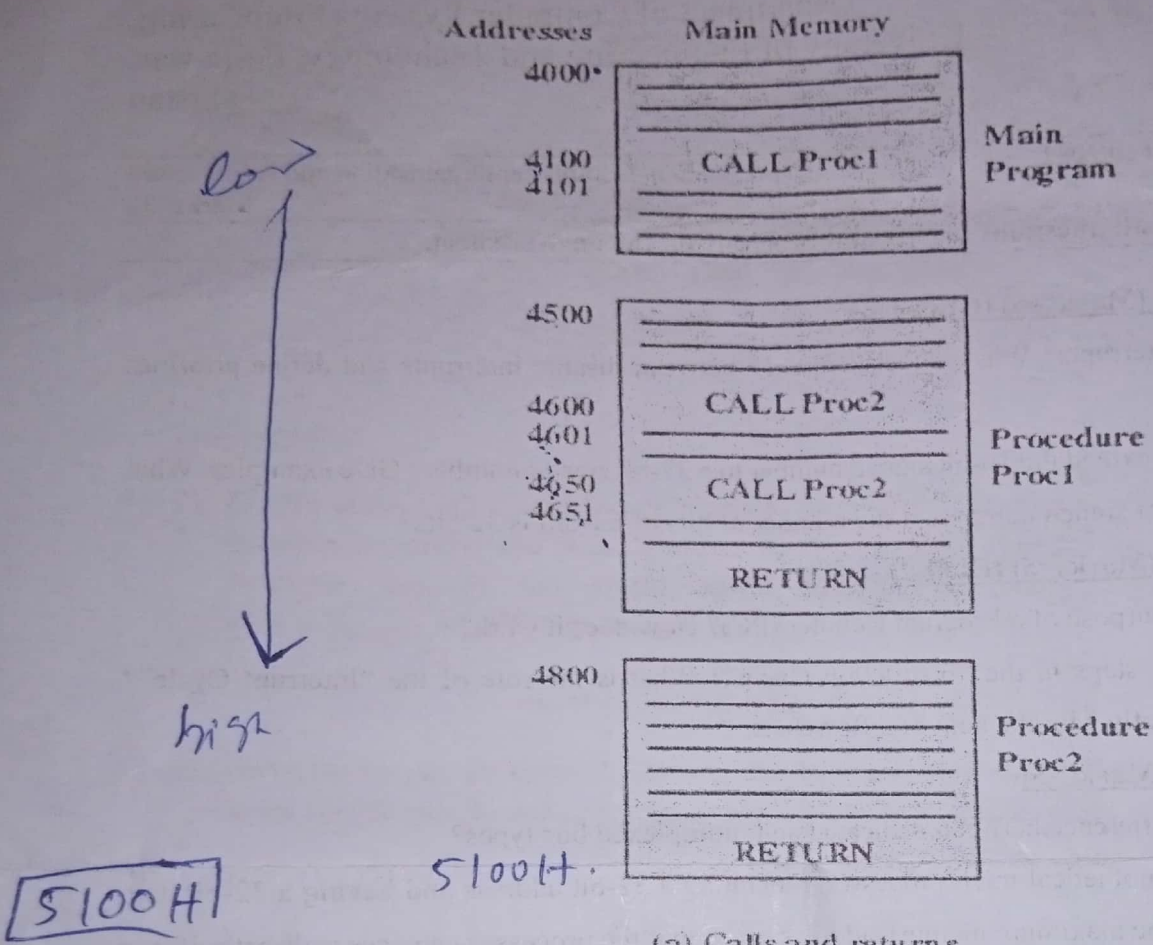 Addresses Main Memory
4000
4100 CALL Proc1
4101
Main
Program
low
4500
4600 CALL Proc2
4601
4650 CALL Proc2
4651
Procedure
Proc1
RETURN
high
4800
Procedure
Proc2
RETURN
5100H.
5100H
(a) Calls and returns